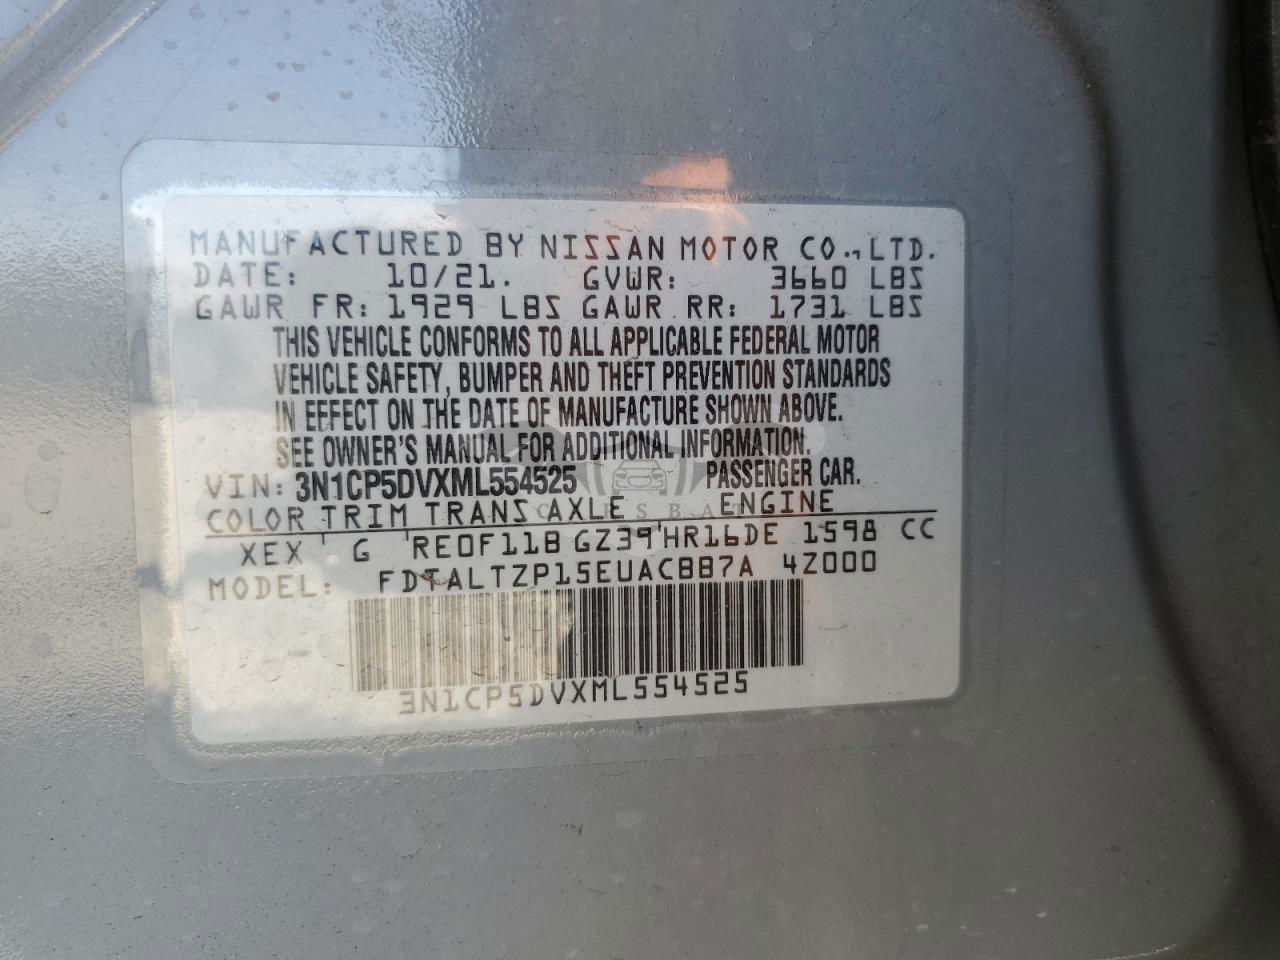 MANUFACTURED BY NISSAN MOTOR CO., LTD.
DATE: 10/21. GVWR: 3660 LBS
GAWR FR: 1929 LBS GAWR RR: 1731 LBS
THIS VEHICLE CONFORMS TO ALL APPLICABLE FEDERAL MOTOR
VEHICLE SAFETY, BUMPER AND THEFT PREVENTION STANDARDS
IN EFFECT ON THE DATE OF MANUFACTURE SHOWN ABOVE.
SEE OWNER'S MANUAL FOR ADDITIONAL INFORMATION.
VIN: 3N1CP5DVXML554525 PASSENGER CAR.
COLOR TRIM TRANS AXLE ENGINE
XEX G RE0F11B GZ39 HR16DE 1598 CC
MODEL: FDTALTZP15EUACBB7A 4Z000
3N1CP5DVXML554525